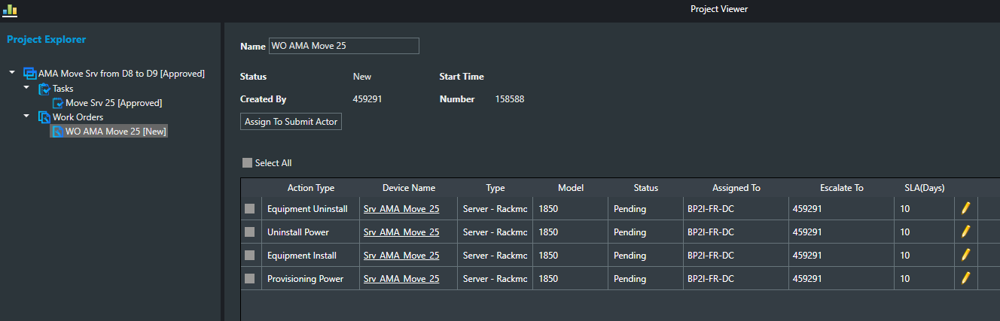 Project Viewer
Project Explorer
AMA Move Srv from D8 to D9 [Approved]
Tasks
Move Srv 25 [Approved]
Work Orders
WO AMA Move 25 [New]
Name WO AMA Move 25
Status New Start Time
Created By 459291 Number 158588
Assign To Submit Actor
Select All
Action Type Device Name Type Model Status Assigned To Escalate To SLA(Days)
Equipment Uninstall Srv_AMA_Move_25 Server - Rackmo 1850 Pending BP2I-FR-DC 459291 10
Uninstall Power Srv_AMA_Move_25 Server - Rackmo 1850 Pending BP2I-FR-DC 459291 10
Equipment Install Srv_AMA_Move_25 Server - Rackmo 1850 Pending BP2I-FR-DC 459291 10
Provisioning Power Srv_AMA_Move_25 Server - Rackmo 1850 Pending BP2I-FR-DC 459291 10